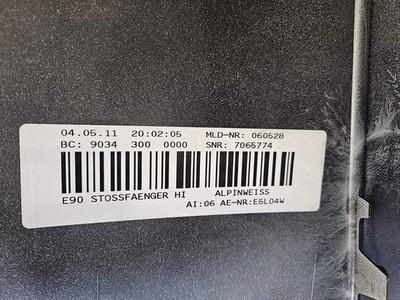 04.05.11 20:02:05 MLD-NR: 060528
BC: 9034 300 0000 SNR: 7065774
E90 STOSSFAENGER HI ALPINWEISS
AI:06 AE-NR:E5L04W